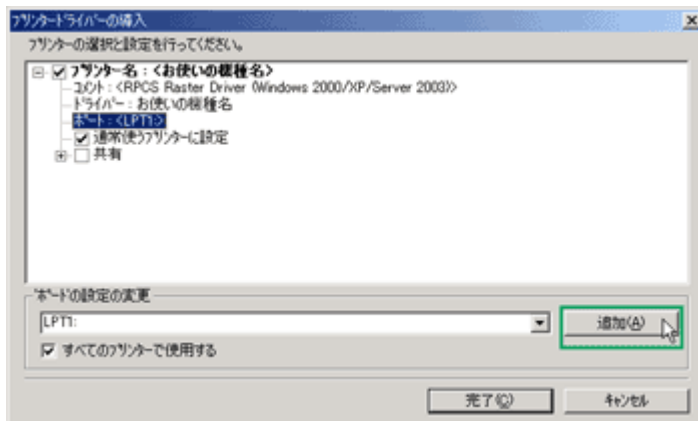 プリンタードライバーの導入
プリンターの選択と設定を行ってください。
プリンター名 : <お使いの機種名>
コメント : <RPCS Raster Driver (Windows 2000/XP/Server 2003)>
ドライバー : お使いの機種名
ポート : <LPT1:>
通常使うプリンターに設定
共有
ポートの設定の変更
LPT1:
追加(A)
すべてのプリンターで使用する
完了(C)
キャンセル